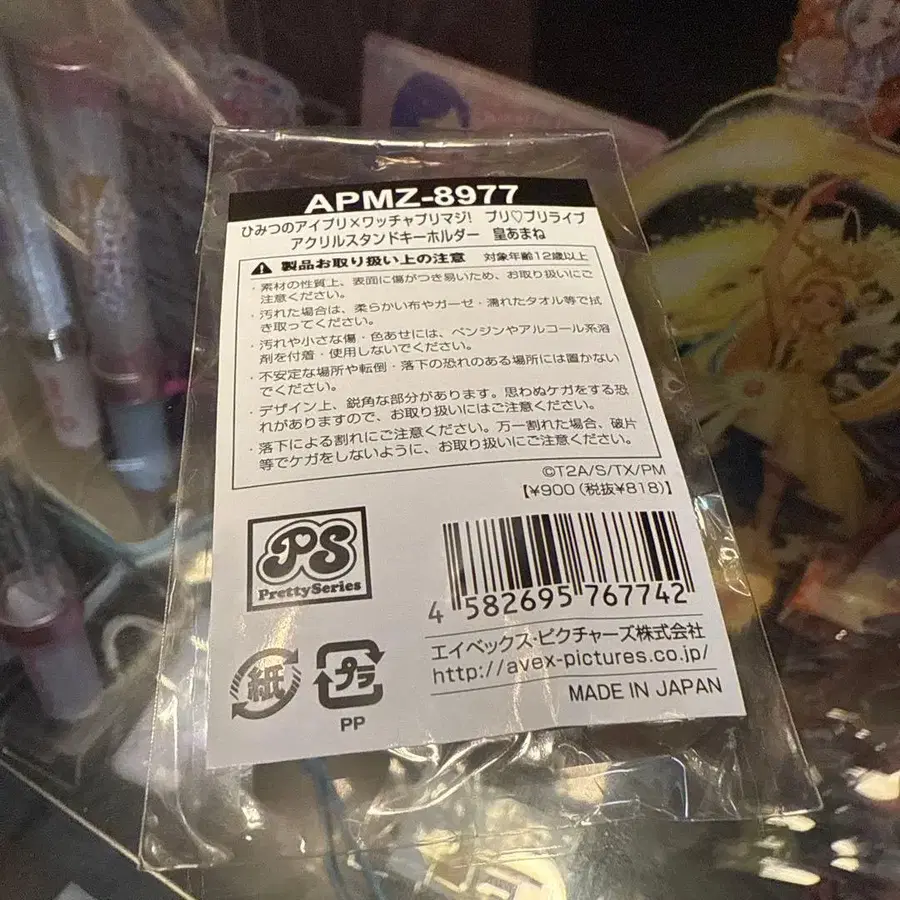 APMZ-8977
ひみつのアイプリ×ワッチャプリマジ! プリ♡プリライブ
アクリルスタンドキーホルダー 皇あまね
製品お取り扱い上の注意 対象年齢12歳以上
・素材の性質上、表面に傷がつき易いため、お取り扱いにご
注意ください。
・汚れた場合は、柔らかい布やガーゼ・濡れたタオル等で拭
き取ってください。
・汚れや小さな傷・色あせには、ベンジンやアルコール系溶
剤を付着・使用しないでください。
・不安定な場所や転倒・落下の恐れのある場所には置かない
でください。
・デザイン上、鋭角な部分があります。思わぬケガをする恐
れがありますので、お取り扱いにはご注意ください。
・落下による割れにご注意ください。万一割れた場合、破片
等でケガをしないように、お取り扱いにご注意ください。
©T2A/S/TX/PM
【¥900(税抜¥818)】
PS
PrettySeries
4 582695 767742
エイベックス・ピクチャーズ株式会社
http://avex-pictures.co.jp/
紙
プラ
PP
MADE IN JAPAN